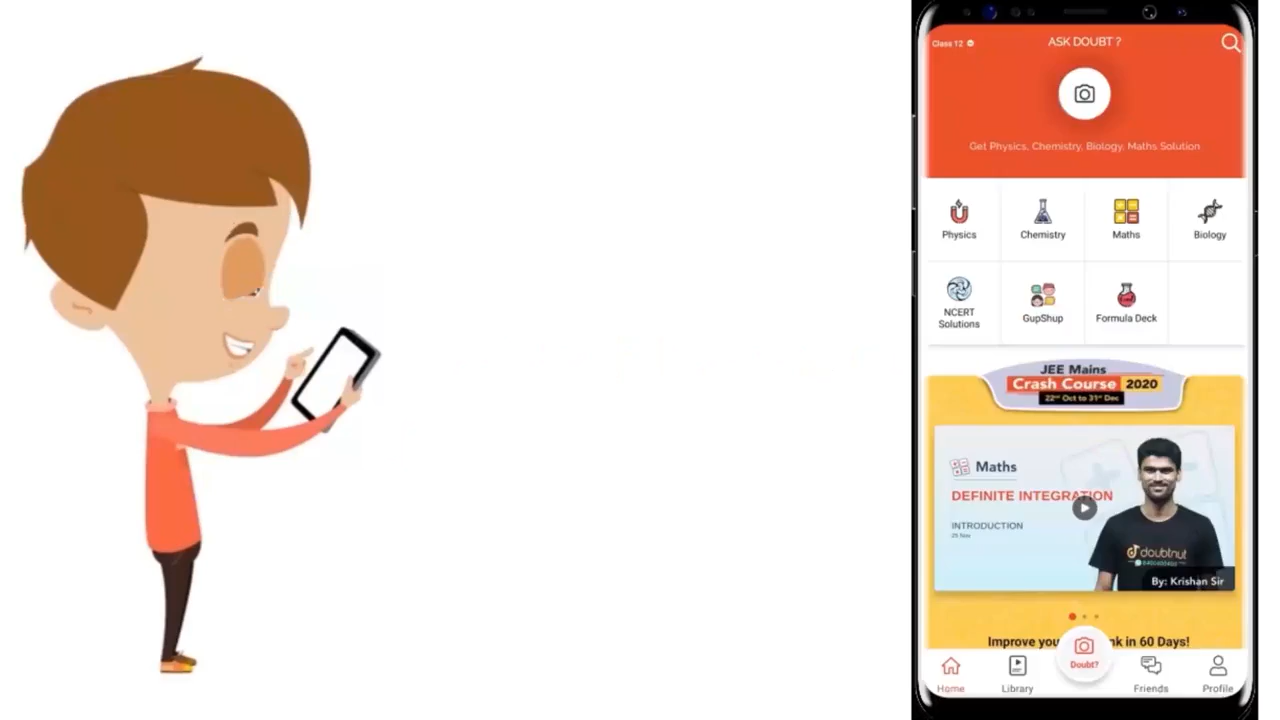 Class 12
ASK DOUBT ?
Get Physics, Chemistry, Biology, Maths Solution
Physics
Chemistry
Maths
Biology
NCERT
Solutions
GupShup
Formula Deck
JEE Mains
Crash Course 2020
22nd Oct to 31st Dec
Maths
DEFINITE INTEGRATION
INTRODUCTION
doubtnut
By: Krishan Sir
Improve you nk in 60 Days!
Doubt?
Home
Library
Friends
Profile